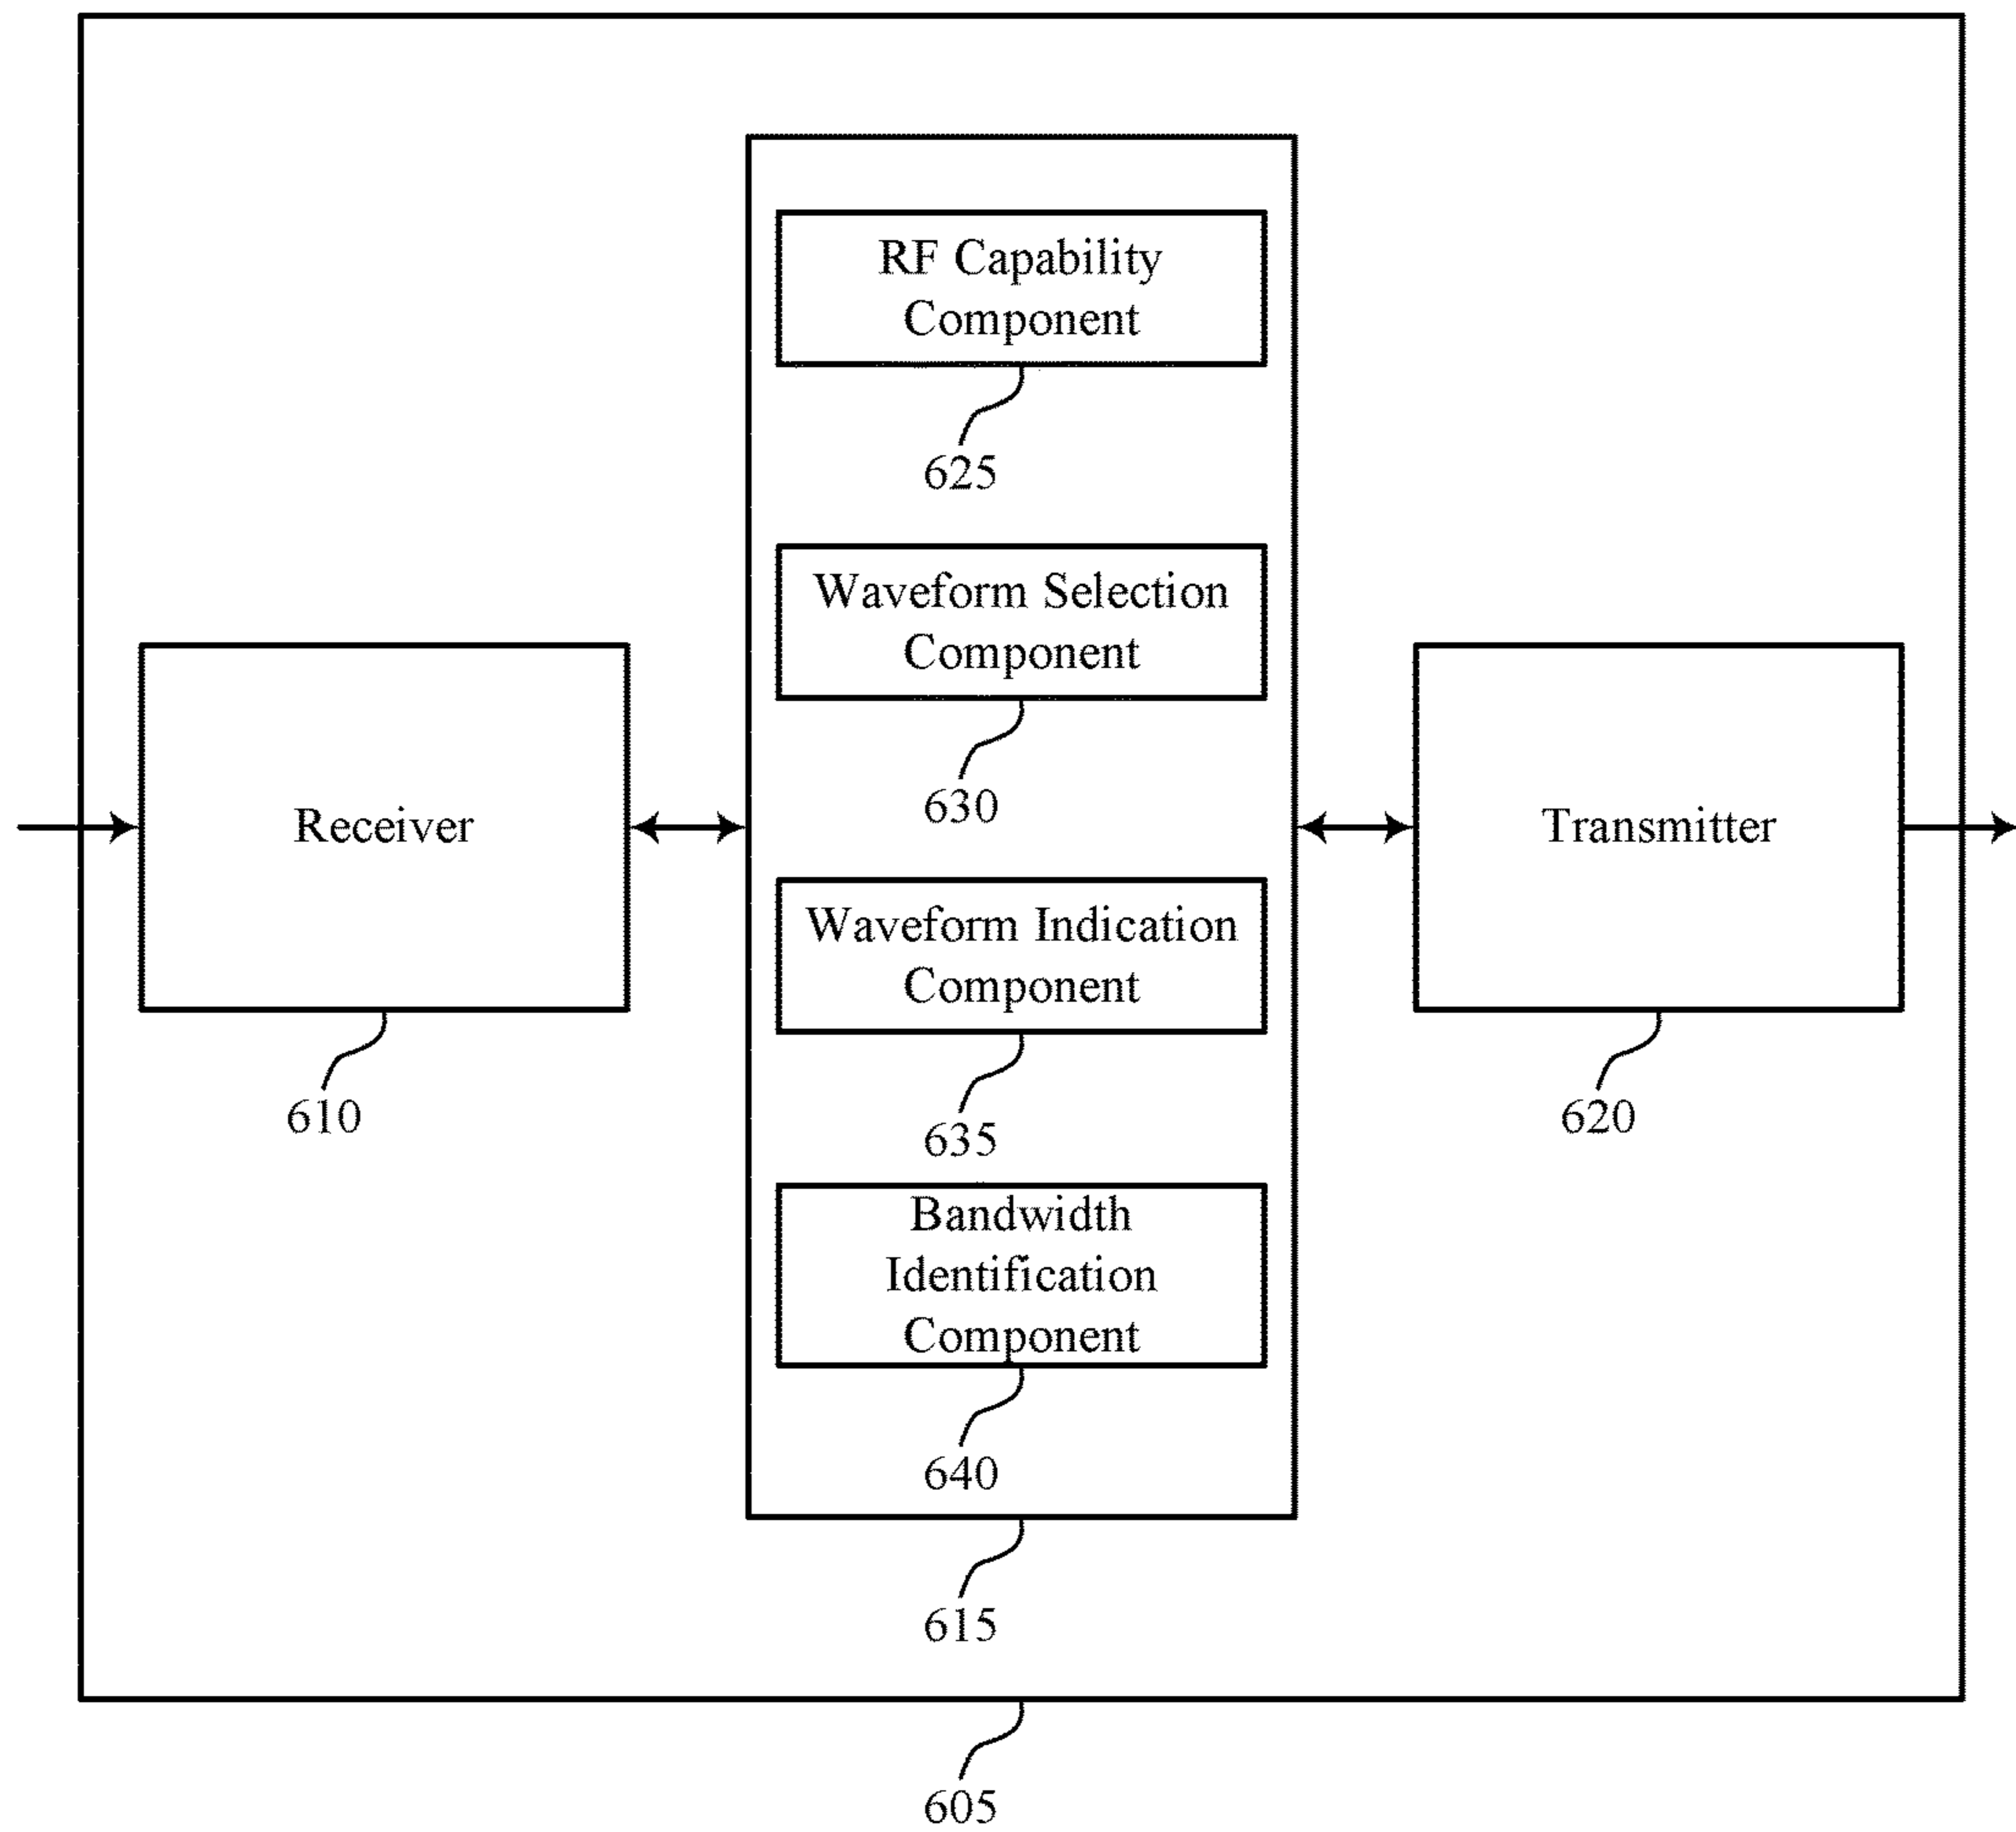 RF Capability
Component
625
Waveform Selection
Component
630
Receiver
610
Waveform Indication
Component
635
Transmitter
620
Bandwidth
Identification
Component
640
615
605